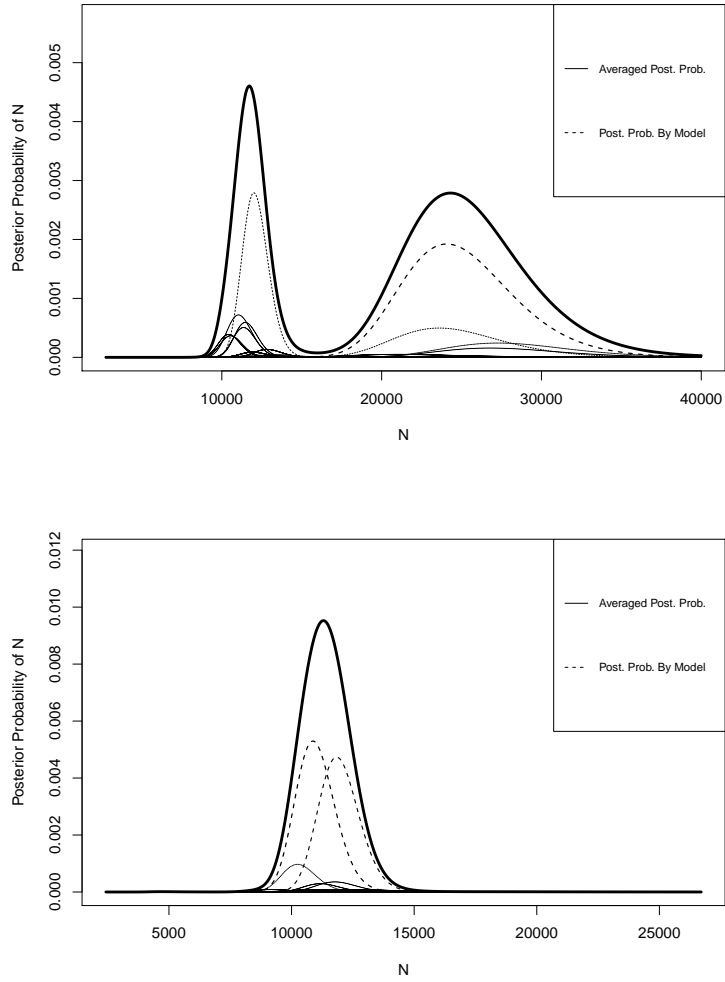 0.005
0.004
0.003
0.002
0.001
0.000
Posterior Probability of N
Averaged Post. Prob.
Post. Prob. By Model
10000 20000 30000 40000
N
0.012
0.010
0.008
0.006
0.004
0.002
0.000
Posterior Probability of N
Averaged Post. Prob.
Post. Prob. By Model
5000 10000 15000 20000 25000
N